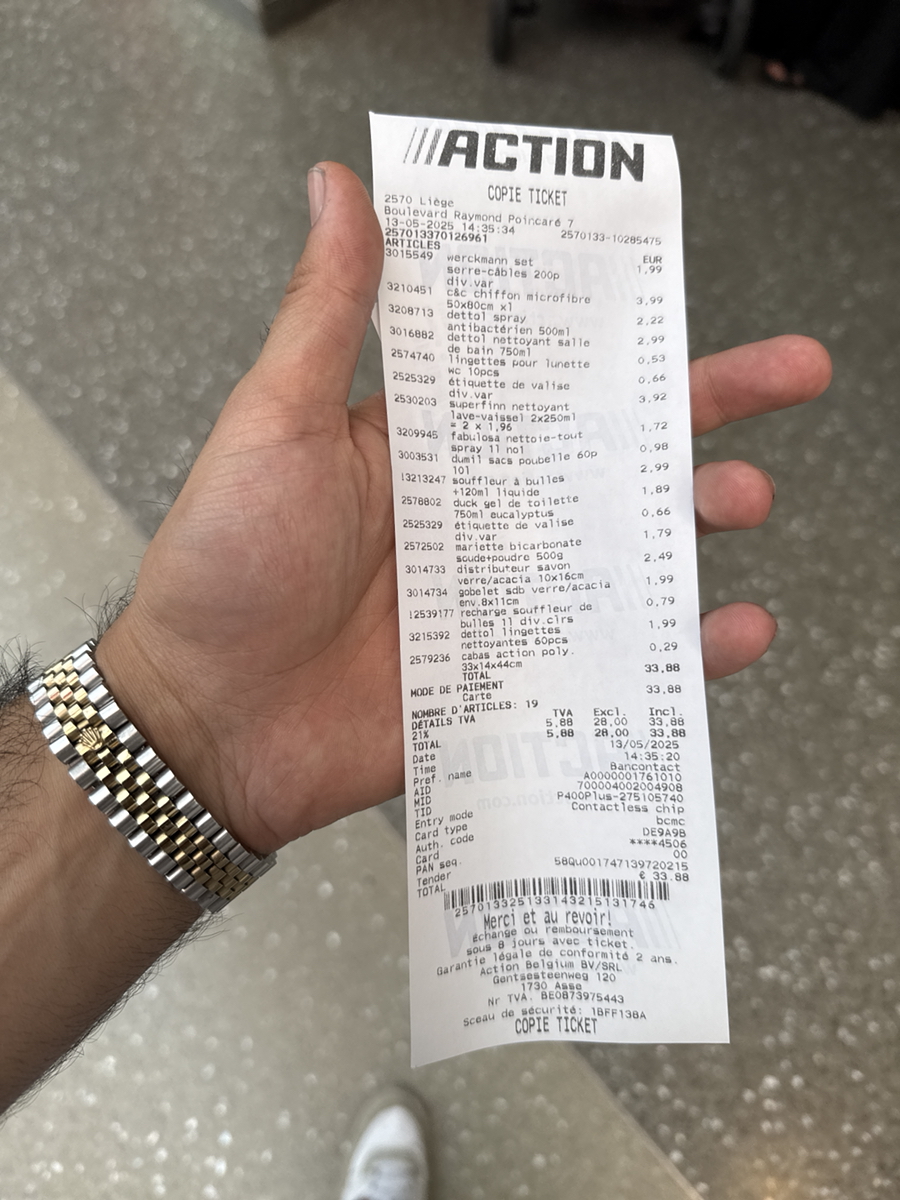 ///ACTION
COPIE TICKET
2570 Liège
Boulevard Raymond Poincaré 7
13-05-2025 14:35:34 2570133-10285475
257013370126961
ARTICLES EUR
3015549 werckmann set 1,99
serre-câbles 200p
div.var
3210451 c&c chiffon microfibre 3,99
50x80cm x1
3208713 dettol spray 2,22
antibactérien 500ml
3016882 dettol nettoyant salle 2,99
de bain 750ml
2574740 lingettes pour lunette 0,53
wc 10pcs
2525329 étiquette de valise 0,66
div.var
2530203 superfinn nettoyant 3,92
lave-vaissel 2x250ml
= 2 x 1,96
3209945 fabulosa nettoie-tout 1,72
spray 1l no1
3003531 dumil sacs poubelle 60p 0,98
10l
13213247 souffleur à bulles 2,99
+120ml liquide
2578802 duck gel de toilette 1,89
750ml eucalyptus
2525329 étiquette de valise 0,66
div.var
2572502 mariette bicarbonate 1,79
soude+poudre 500g
3014733 distributeur savon 2,49
verre/acacia 10x16cm
3014734 gobelet sdb verre/acacia 1,99
env.8x11cm
12539177 recharge souffleur de 0,79
bulles 1l div.clrs
3215392 dettol lingettes 1,99
nettoyantes 60pcs
2579236 cabas action poly. 0,29
33x14x44cm
TOTAL 33,88
MODE DE PAIEMENT
Carte 33,88
NOMBRE D'ARTICLES: 19
DÉTAILS TVA TVA Excl. Incl.
21% 5,88 28,00 33,88
TOTAL 5,88 28,00 33,88
Date 13/05/2025
Time 14:35:20
Pref. name Bancontact
AID A0000001761010
MID 700004002004908
TID P400Plus-275105740
Entry mode Contactless chip
Card type bcmc
Auth. code DE9A9B
Card ****4506
PAN seq. 00
Tender 58Qu001747139720215
TOTAL € 33.88
2570133251331432151317​46
Merci et au revoir!
Échange ou remboursement
sous 8 jours avec ticket.
Garantie légale de conformité 2 ans.
Action Belgium BV/SRL
Gentsesteenweg 120
1730 Asse
Nr TVA. BE0873975443
Sceau de sécurité: 1BFF138A
COPIE TICKET